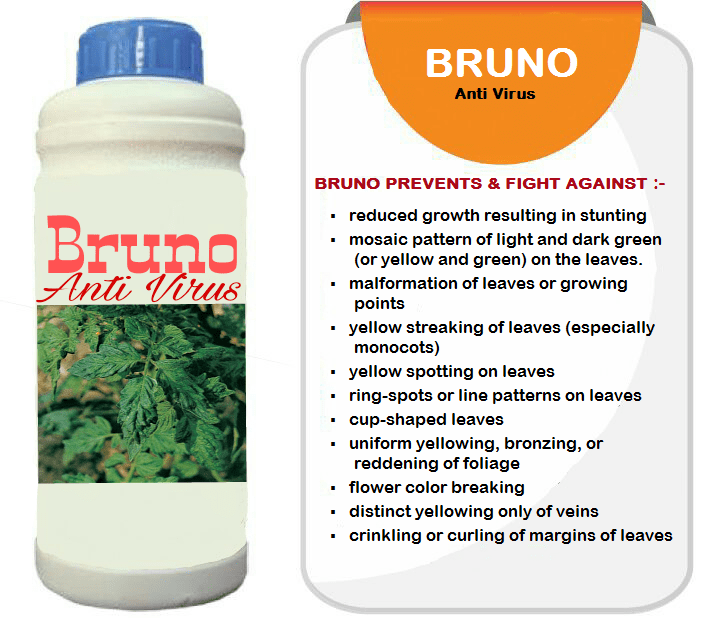 Bruno
Anti Virus
BRUNO
Anti Virus
BRUNO PREVENTS & FIGHT AGAINST :-
▪ reduced growth resulting in stunting
▪ mosaic pattern of light and dark green
(or yellow and green) on the leaves.
▪ malformation of leaves or growing
points
▪ yellow streaking of leaves (especially
monocots)
▪ yellow spotting on leaves
▪ ring-spots or line patterns on leaves
▪ cup-shaped leaves
▪ uniform yellowing, bronzing, or
reddening of foliage
▪ flower color breaking
▪ distinct yellowing only of veins
▪ crinkling or curling of margins of leaves